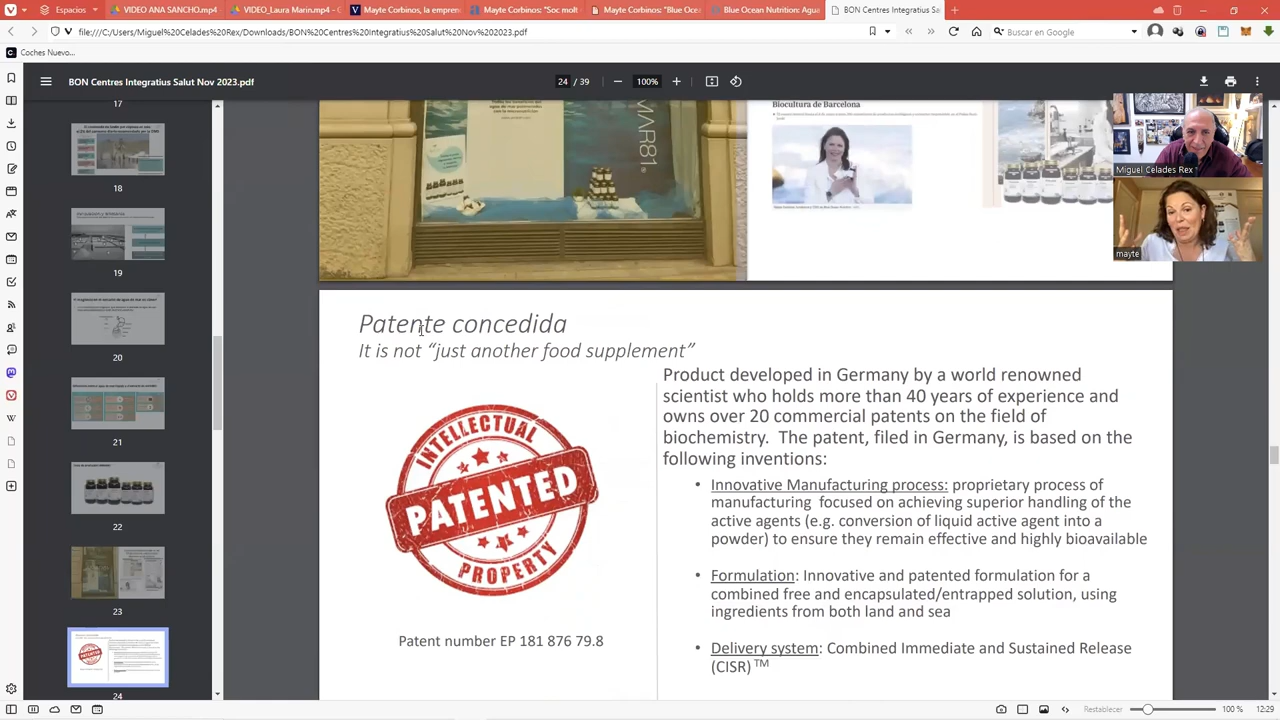 Espacios
VIDEO ANA SANCHO.mp4
VIDEO_Laura Marin.mp4 - G
Mayte Corbinos, la empren
Mayte Corbinos: "Soc molt
Mayte Corbinos: "Blue Oce
Blue Ocean Nutrition: Agua
BON Centres Integratius Sa
file:///C:/Users/Miguel%20Celades%20Rex/Downloads/BON%20Centres%20Integratius%20Salut%20Nov%202023.pdf
Buscar en Google
Coches Nuevo...
BON Centres Integratius Salut Nov 2023.pdf
24 / 39
100%
17
18
19
20
21
22
23
24
MAR81
Biocultura de Barcelona
Miguel Celades Rex
mayte
Patente concedida
It is not “just another food supplement”
INTELLECTUAL
PATENTED
PROPERTY
Patent number EP 181 876 79.8
Product developed in Germany by a world renowned
scientist who holds more than 40 years of experience and
owns over 20 commercial patents on the field of
biochemistry. The patent, filed in Germany, is based on the
following inventions:
• Innovative Manufacturing process: proprietary process of
manufacturing focused on achieving superior handling of the
active agents (e.g. conversion of liquid active agent into a
powder) to ensure they remain effective and highly bioavailable
• Formulation: Innovative and patented formulation for a
combined free and encapsulated/entrapped solution, using
ingredients from both land and sea
• Delivery system: Combined Immediate and Sustained Release
(CISR) TM
Restablecer
100 %
12:29